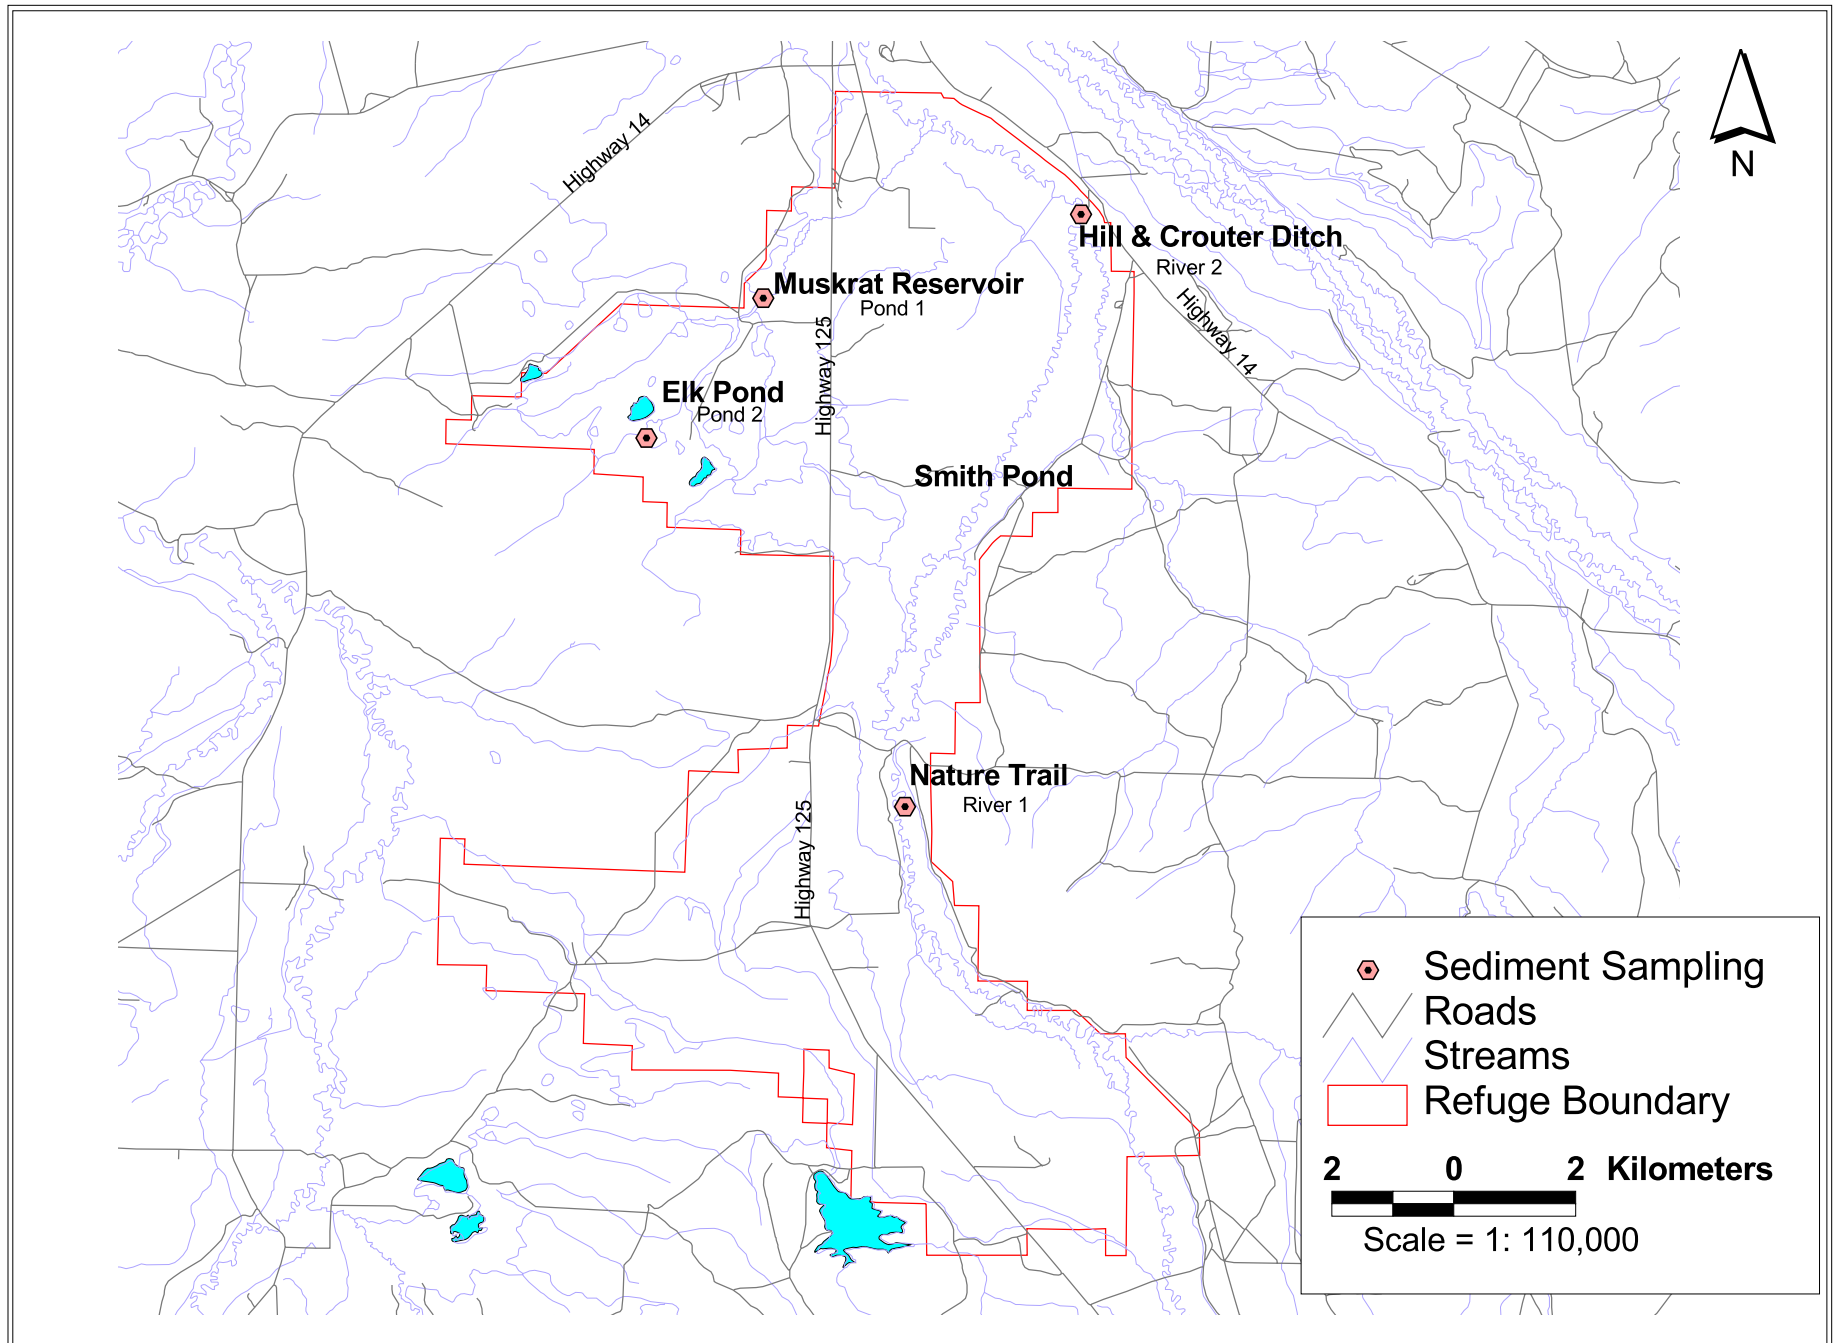 Highway 14
N
Hill & Crouter Ditch
River 2
Muskrat Reservoir
Pond 1
Highway 14
Highway 125
Elk Pond
Pond 2
Smith Pond
Nature Trail
River 1
Highway 125
Sediment Sampling
Roads
Streams
Refuge Boundary
2 0 2 Kilometers
Scale = 1: 110,000